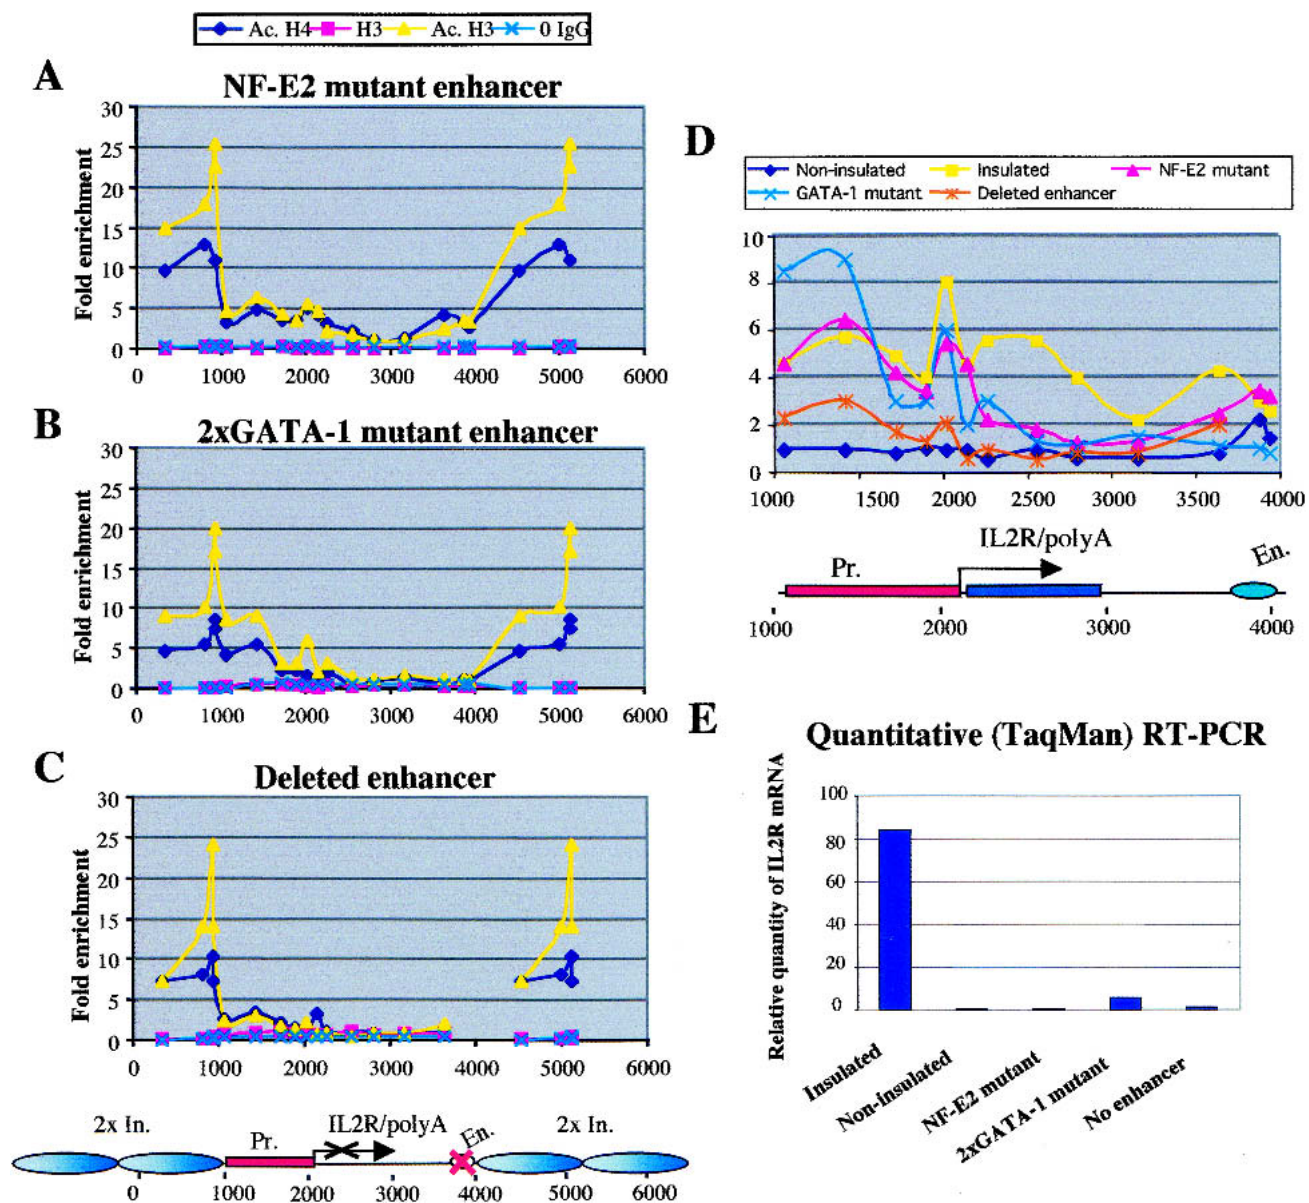 Ac. H4 H3 Ac. H3 0 IgG
A
NF-E2 mutant enhancer
Fold enrichment
30
25
20
15
10
5
0
0 1000 2000 3000 4000 5000 6000
B
2xGATA-1 mutant enhancer
Fold enrichment
30
25
20
15
10
5
0
0 1000 2000 3000 4000 5000 6000
C
Deleted enhancer
Fold enrichment
30
25
20
15
10
5
0
0 1000 2000 3000 4000 5000 6000
2x In. Pr. IL2R/polyA En. 2x In.
0 1000 2000 3000 4000 5000 6000
D
Non-insulated Insulated NF-E2 mutant
GATA-1 mutant Deleted enhancer
10
8
6
4
2
0
1000 1500 2000 2500 3000 3500 4000
Pr. IL2R/polyA En.
1000 2000 3000 4000
E
Quantitative (TaqMan) RT-PCR
Relative quantity of IL2R mRNA
100
80
60
40
20
0
Insulated
Non-insulated
NF-E2 mutant
2xGATA-1 mutant
No enhancer